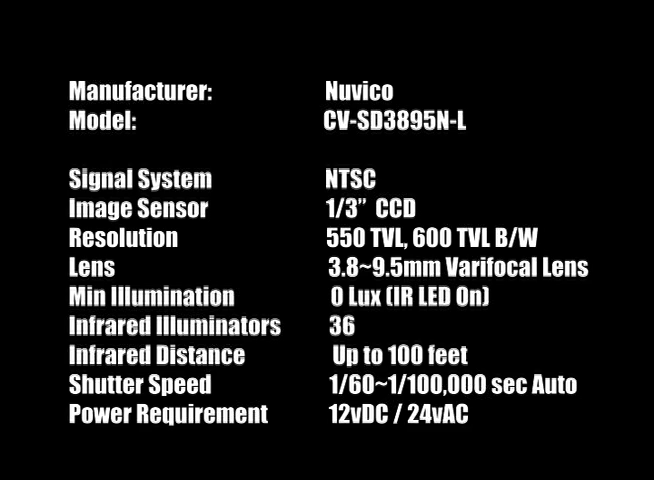 Manufacturer: Nuvico
Model: CV-SD3895N-L
Signal System NTSC
Image Sensor 1/3” CCD
Resolution 550 TVL, 600 TVL B/W
Lens 3.8~9.5mm Varifocal Lens
Min Illumination 0 Lux (IR LED On)
Infrared Illuminators 36
Infrared Distance Up to 100 feet
Shutter Speed 1/60~1/100,000 sec Auto
Power Requirement 12vDC / 24vAC